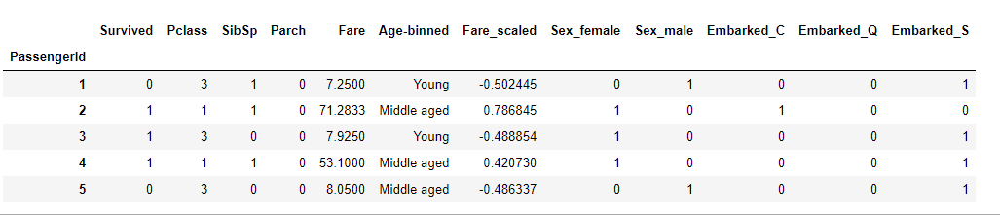 Survived Pclass SibSp Parch Fare Age-binned Fare_scaled Sex_female Sex_male Embarked_C Embarked_Q Embarked_S
PassengerId
1 0 3 1 0 7.2500 Young -0.502445 0 1 0 0 1
2 1 1 1 0 71.2833 Middle aged 0.786845 1 0 1 0 0
3 1 3 0 0 7.9250 Young -0.488854 1 0 0 0 1
4 1 1 1 0 53.1000 Middle aged 0.420730 1 0 0 0 1
5 0 3 0 0 8.0500 Middle aged -0.486337 0 1 0 0 1